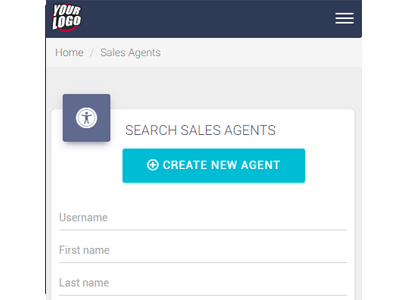 YOUR
LOGO
Home / Sales Agents
SEARCH SALES AGENTS
CREATE NEW AGENT
Username
First name
Last name